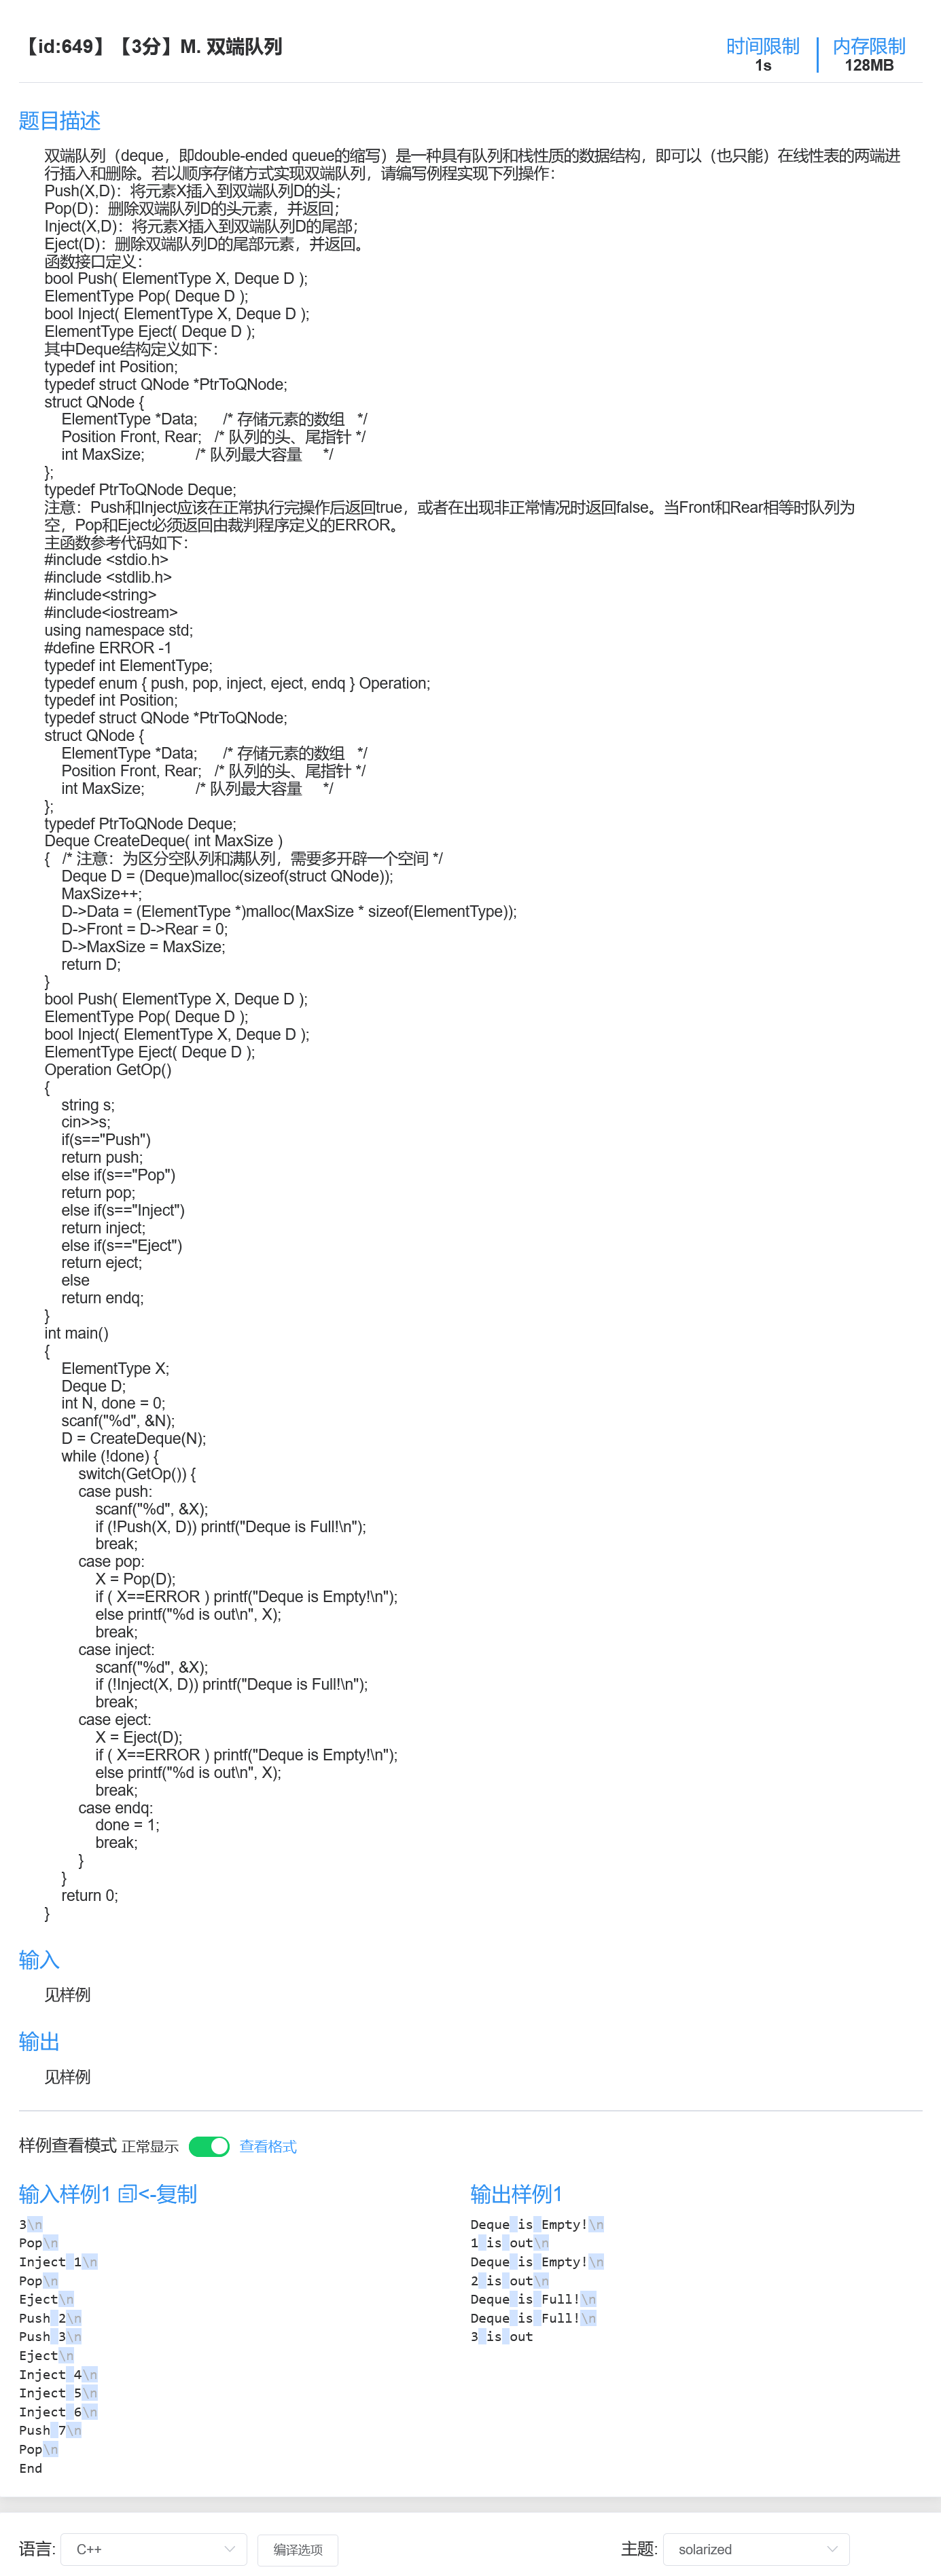 【id:649】【3分】M. 双端队列
时间限制
1s
内存限制
128MB
题目描述
双端队列（deque，即double-ended queue的缩写）是一种具有队列和栈性质的数据结构，即可以（也只能）在线性表的两端进
行插入和删除。若以顺序存储方式实现双端队列，请编写例程实现下列操作：
Push(X,D)：将元素X插入到双端队列D的头；
Pop(D)：删除双端队列D的头元素，并返回；
Inject(X,D)：将元素X插入到双端队列D的尾部；
Eject(D)：删除双端队列D的尾部元素，并返回。
函数接口定义：
bool Push( ElementType X, Deque D );
ElementType Pop( Deque D );
bool Inject( ElementType X, Deque D );
ElementType Eject( Deque D );
其中Deque结构定义如下：
typedef int Position;
typedef struct QNode *PtrToQNode;
struct QNode {
    ElementType *Data;      /* 存储元素的数组   */
    Position Front, Rear;   /* 队列的头、尾指针 */
    int MaxSize;            /* 队列最大容量     */
};
typedef PtrToQNode Deque;
注意：Push和Inject应该在正常执行完操作后返回true，或者在出现非正常情况时返回false。当Front和Rear相等时队列为
空，Pop和Eject必须返回由裁判程序定义的ERROR。
主函数参考代码如下：
#include <stdio.h>
#include <stdlib.h>
#include<string>
#include<iostream>
using namespace std;
#define ERROR -1
typedef int ElementType;
typedef enum { push, pop, inject, eject, endq } Operation;
typedef int Position;
typedef struct QNode *PtrToQNode;
struct QNode {
    ElementType *Data;      /* 存储元素的数组   */
    Position Front, Rear;   /* 队列的头、尾指针 */
    int MaxSize;            /* 队列最大容量     */
};
typedef PtrToQNode Deque;
Deque CreateDeque( int MaxSize )
{   /* 注意：为区分空队列和满队列，需要多开辟一个空间 */
    Deque D = (Deque)malloc(sizeof(struct QNode));
    MaxSize++;
    D->Data = (ElementType *)malloc(MaxSize * sizeof(ElementType));
    D->Front = D->Rear = 0;
    D->MaxSize = MaxSize;
    return D;
}
bool Push( ElementType X, Deque D );
ElementType Pop( Deque D );
bool Inject( ElementType X, Deque D );
ElementType Eject( Deque D );
Operation GetOp()
{
    string s;
    cin>>s;
    if(s=="Push")
    return push;
    else if(s=="Pop")
    return pop;
    else if(s=="Inject")
    return inject;
    else if(s=="Eject")
    return eject;
    else
    return endq;
}
int main()
{
    ElementType X;
    Deque D;
    int N, done = 0;
    scanf("%d", &N);
    D = CreateDeque(N);
    while (!done) {
        switch(GetOp()) {
        case push:
            scanf("%d", &X);
            if (!Push(X, D)) printf("Deque is Full!\n");
            break;
        case pop:
            X = Pop(D);
            if ( X==ERROR ) printf("Deque is Empty!\n");
            else printf("%d is out\n", X);
            break;
        case inject:
            scanf("%d", &X);
            if (!Inject(X, D)) printf("Deque is Full!\n");
            break;
        case eject:
            X = Eject(D);
            if ( X==ERROR ) printf("Deque is Empty!\n");
            else printf("%d is out\n", X);
            break;
        case endq:
            done = 1;
            break;
        }
    }
    return 0;
}
输入
见样例
输出
见样例
样例查看模式 正常显示 查看格式
输入样例1 <-复制
3\n
Pop\n
Inject 1\n
Pop\n
Eject\n
Push 2\n
Push 3\n
Eject\n
Inject 4\n
Inject 5\n
Inject 6\n
Push 7\n
Pop\n
End
输出样例1
Deque is Empty!\n
1 is out\n
Deque is Empty!\n
2 is out\n
Deque is Full!\n
Deque is Full!\n
3 is out
语言: C++ 编译选项 主题: solarized